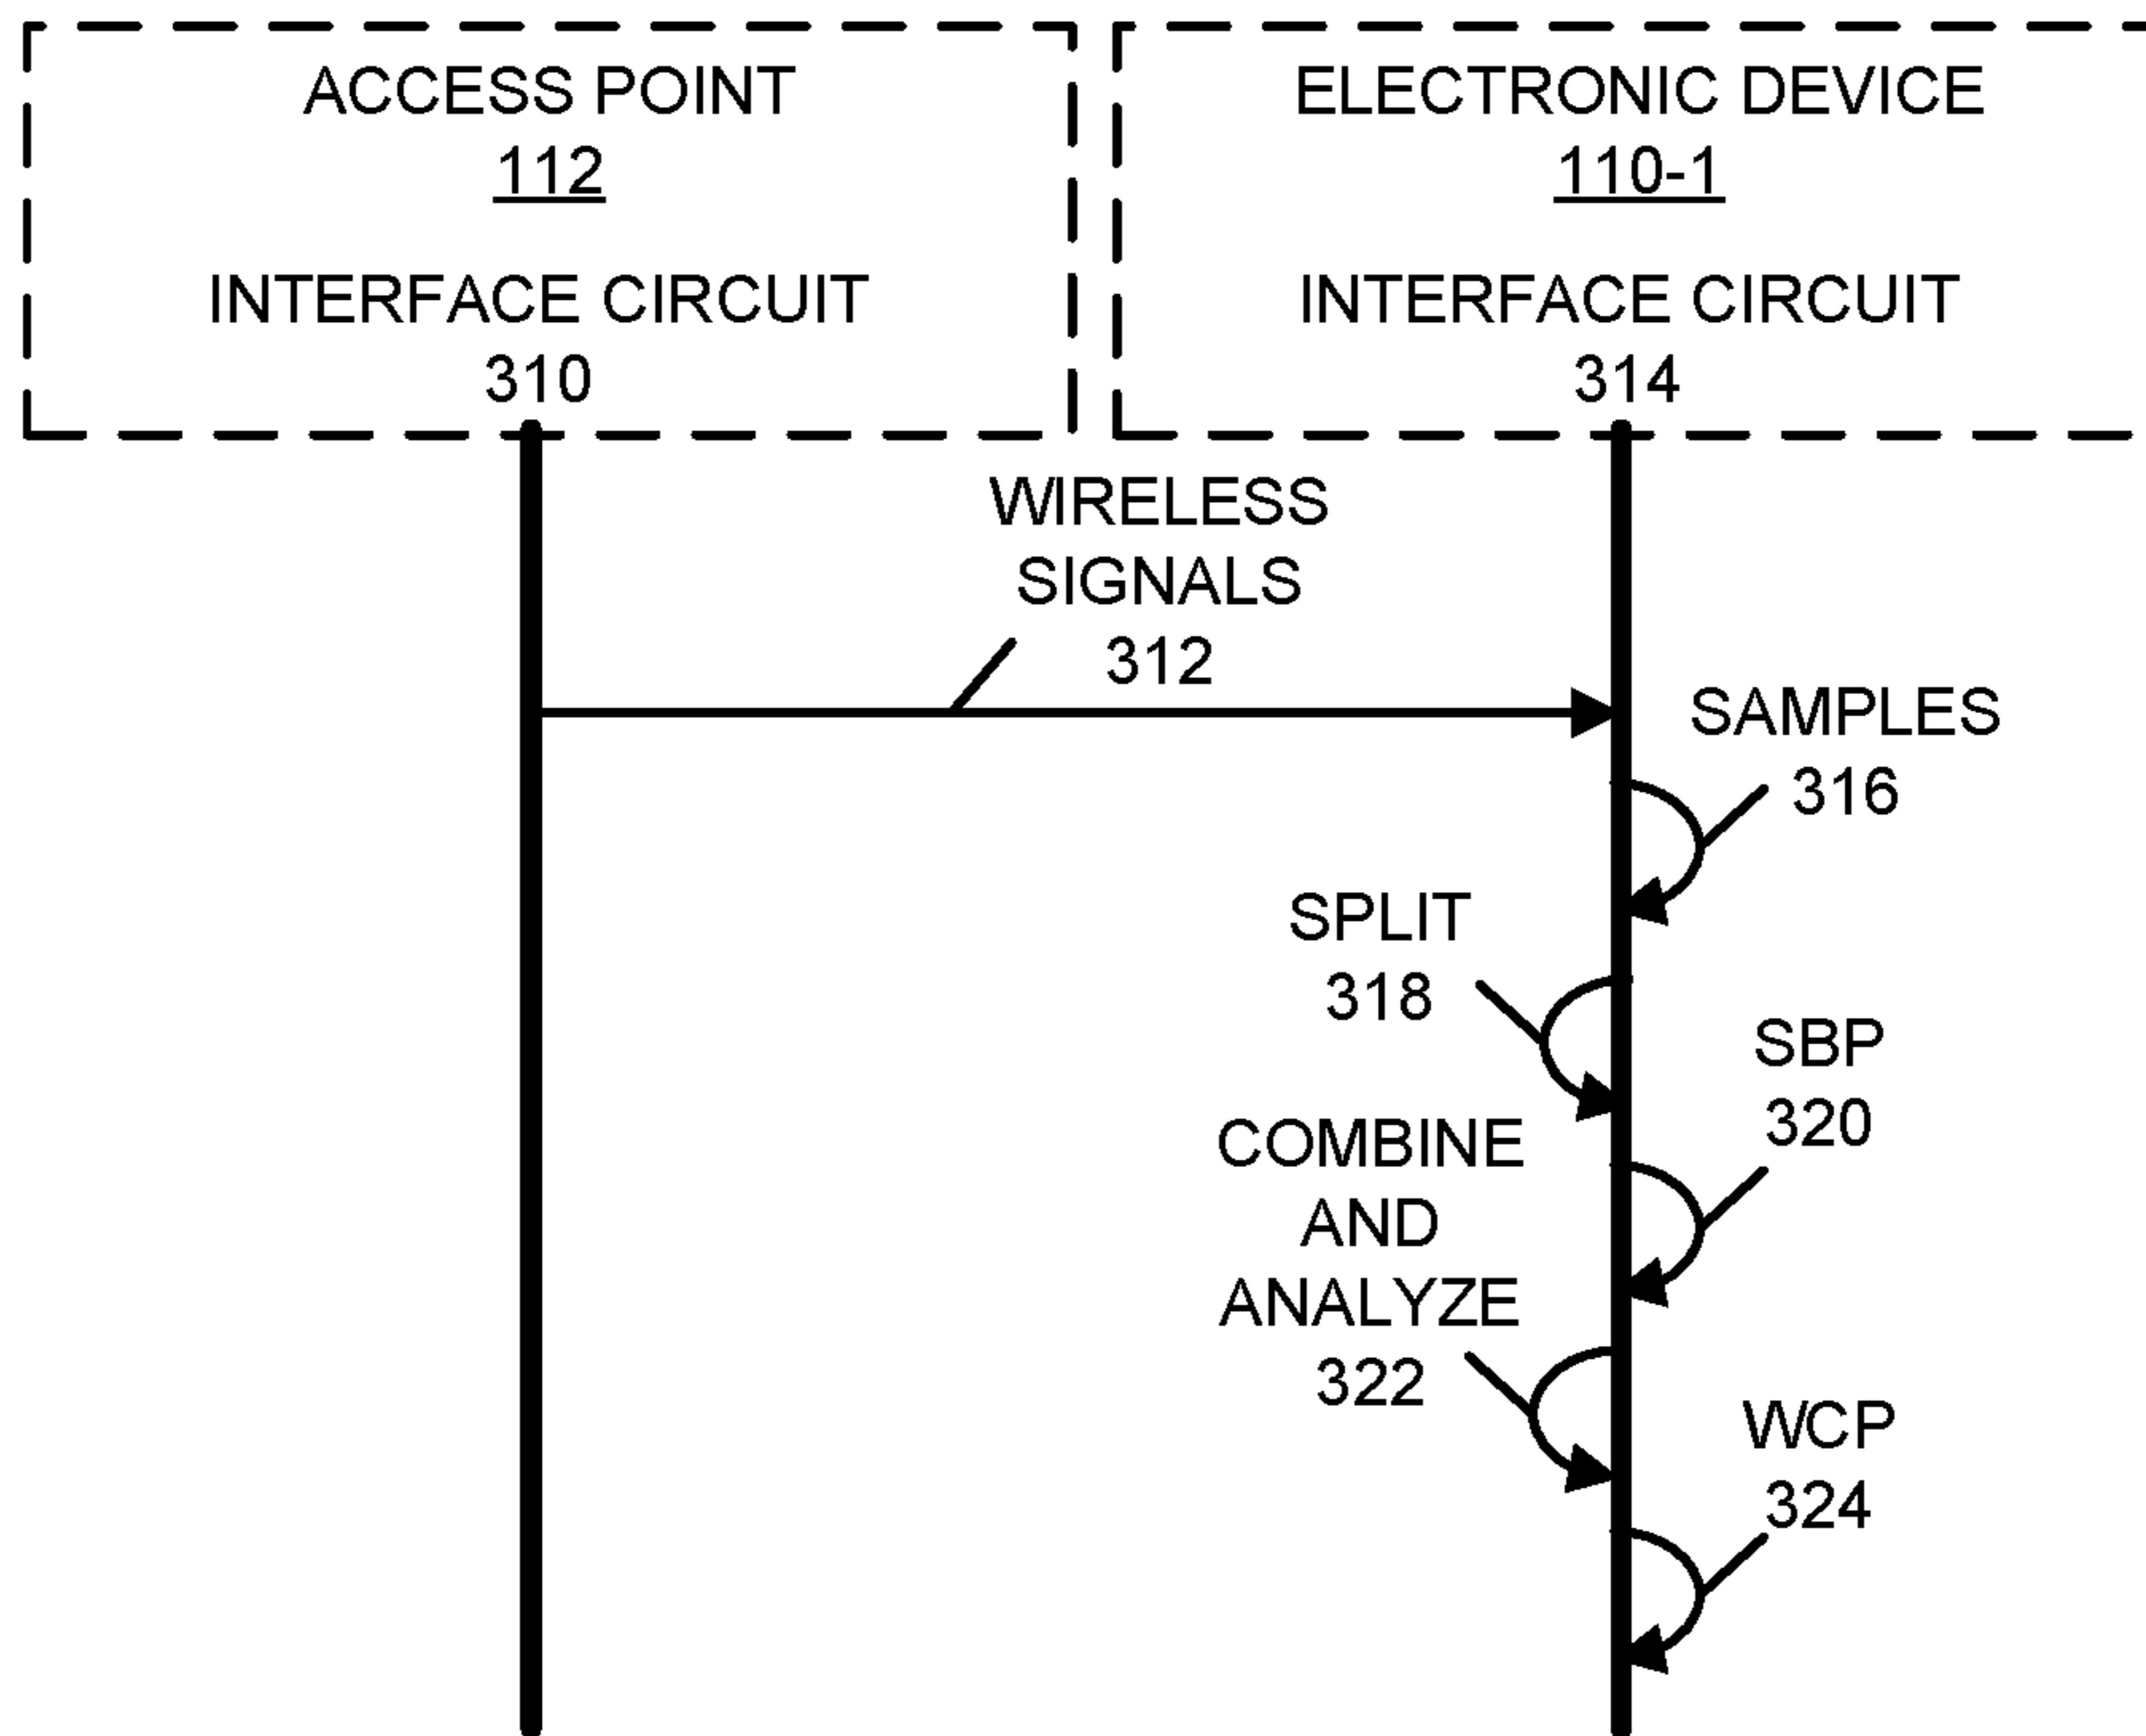 ACCESS POINT
112
INTERFACE CIRCUIT
310
ELECTRONIC DEVICE
110-1
INTERFACE CIRCUIT
314
WIRELESS
SIGNALS
312
SAMPLES
316
SPLIT
318
SBP
320
COMBINE
AND
ANALYZE
322
WCP
324